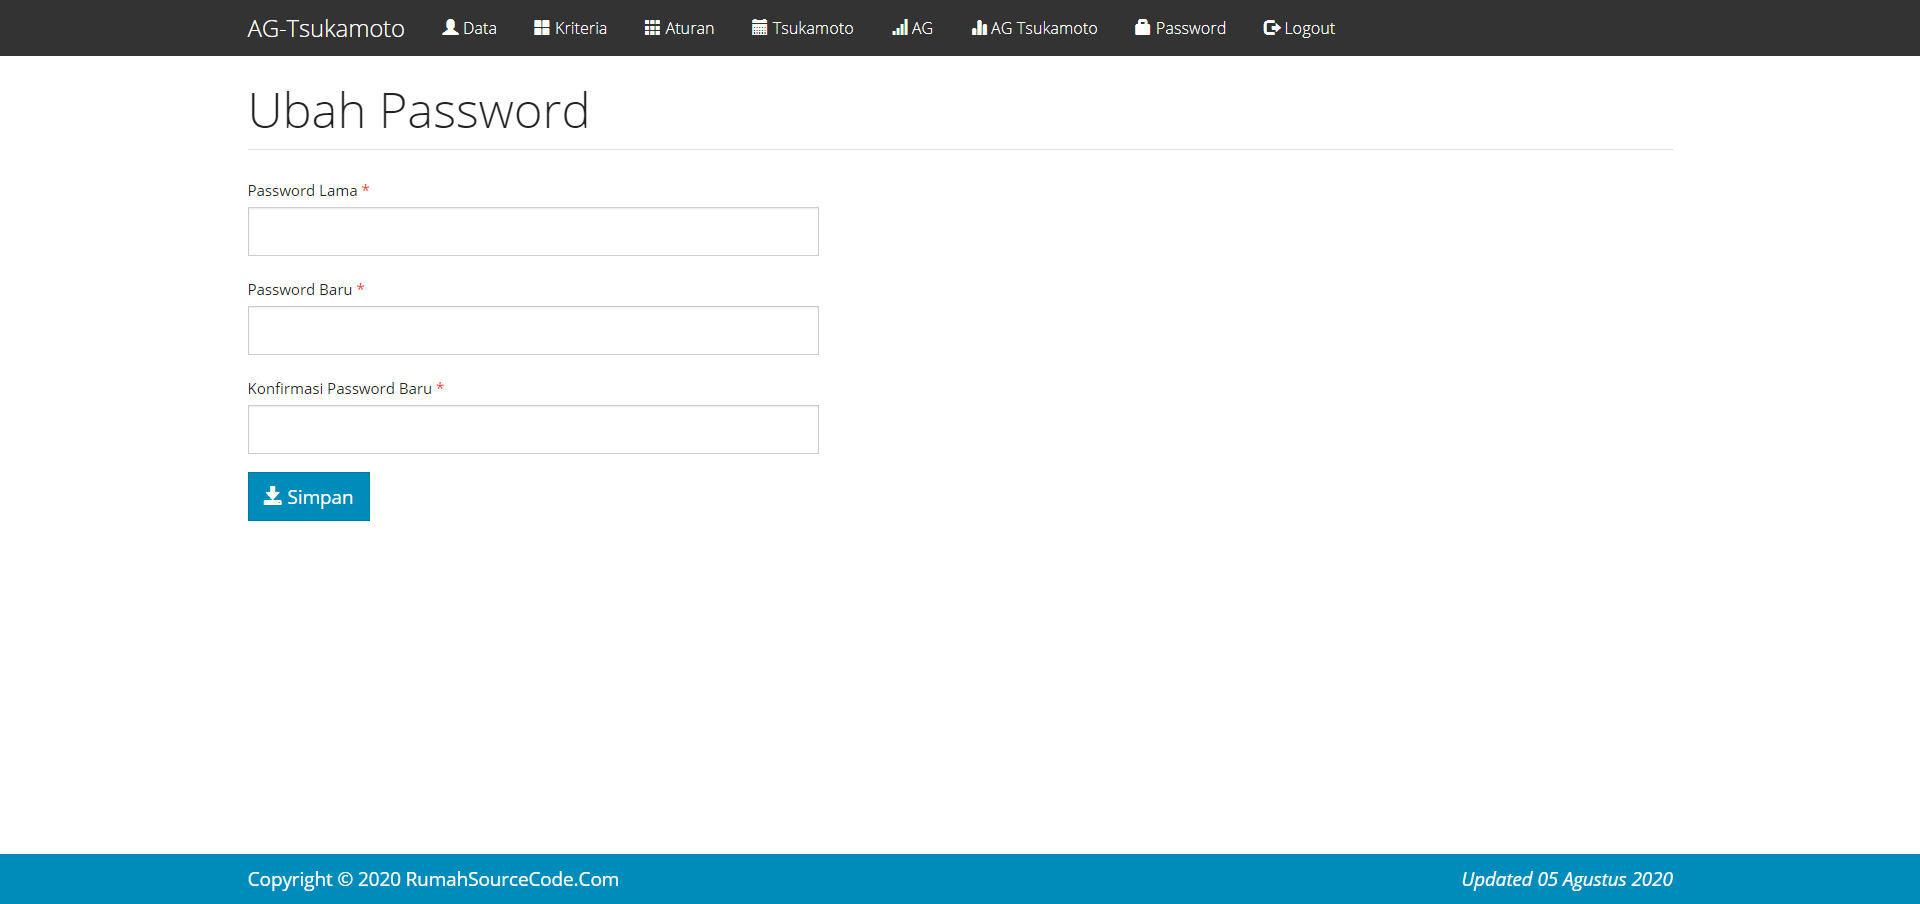 AG-Tsukamoto Data Kriteria Aturan Tsukamoto AG AG Tsukamoto Password Logout
Ubah Password
Password Lama *
Password Baru *
Konfirmasi Password Baru *
Simpan
Copyright © 2020 RumahSourceCode.Com Updated 05 Agustus 2020